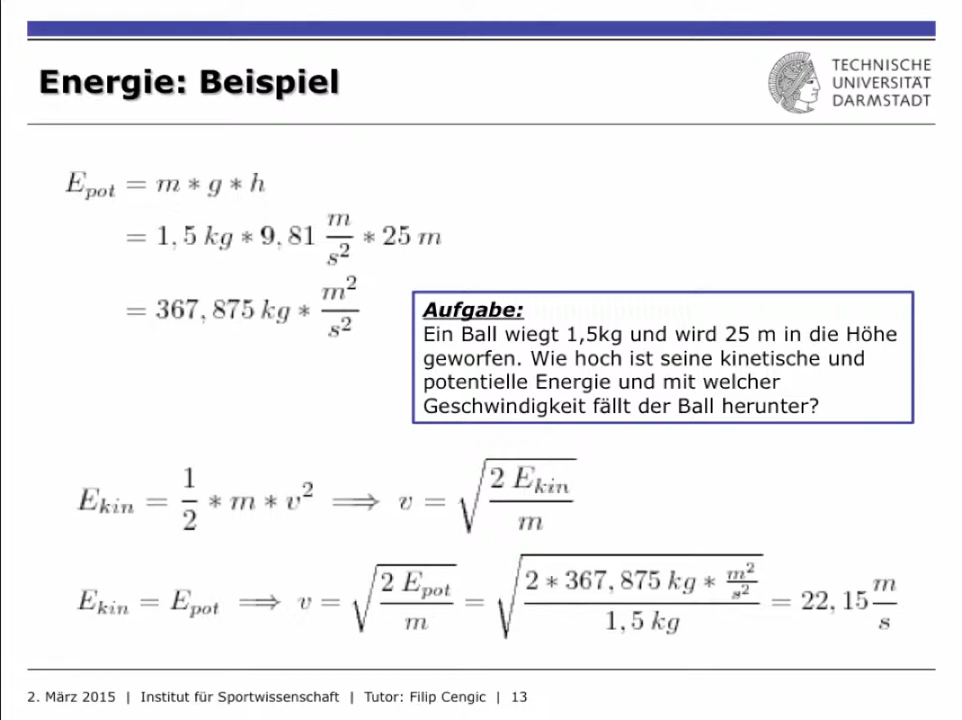 Energie: Beispiel
TECHNISCHE
UNIVERSITÄT
DARMSTADT
E_pot = m * g * h
= 1,5 kg * 9,81 m/s² * 25 m
= 367,875 kg * m²/s²
Aufgabe:
Ein Ball wiegt 1,5kg und wird 25 m in die Höhe
geworfen. Wie hoch ist seine kinetische und
potentielle Energie und mit welcher
Geschwindigkeit fällt der Ball herunter?
E_kin = 1/2 * m * v² ⟹ v = √(2 E_kin / m)
E_kin = E_pot ⟹ v = √(2 E_pot / m) = √(2 * 367,875 kg * m²/s² / 1,5 kg) = 22,15 m/s
2. März 2015 | Institut für Sportwissenschaft | Tutor: Filip Cengic | 13